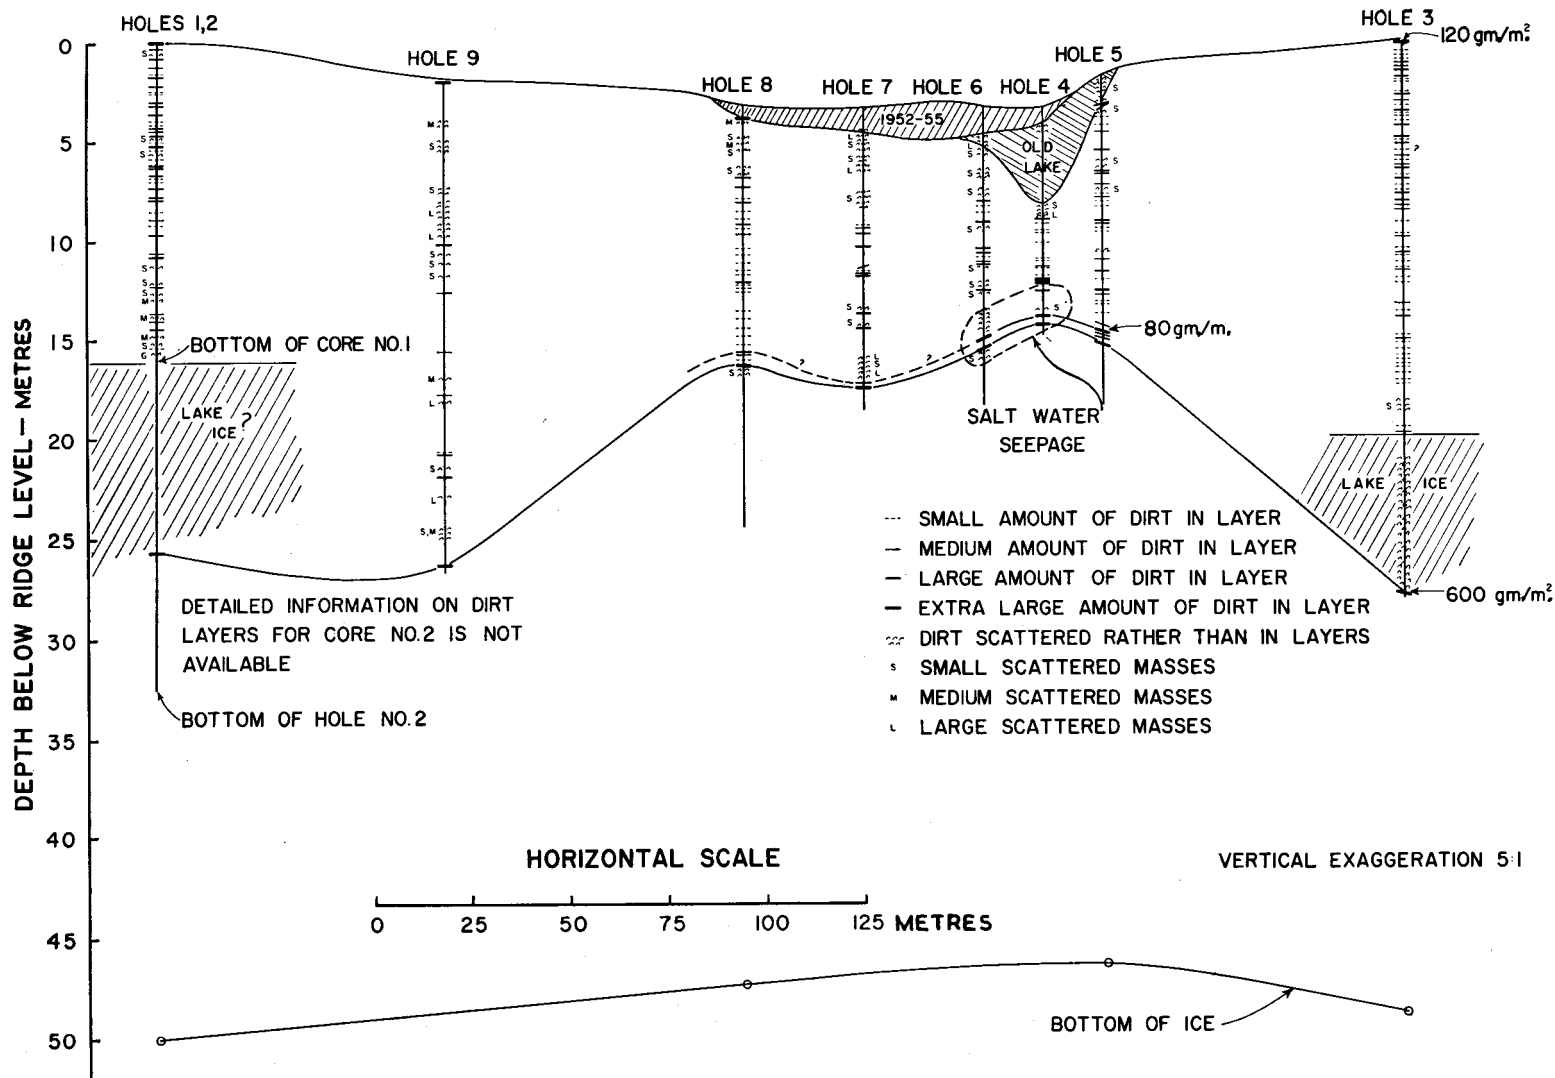 HOLES 1,2
HOLE 9
HOLE 8
HOLE 7
HOLE 6
HOLE 4
HOLE 5
HOLE 3
120 gm/m².
0
5
10
15
20
25
30
35
40
45
50
DEPTH BELOW RIDGE LEVEL — METRES
1952-55
OLD
LAKE
BOTTOM OF CORE NO.1
80 gm/m.
LAKE
ICE ?
SALT WATER
SEEPAGE
LAKE ICE
600 gm/m².
DETAILED INFORMATION ON DIRT
LAYERS FOR CORE NO.2 IS NOT
AVAILABLE
BOTTOM OF HOLE NO.2
SMALL AMOUNT OF DIRT IN LAYER
MEDIUM AMOUNT OF DIRT IN LAYER
LARGE AMOUNT OF DIRT IN LAYER
EXTRA LARGE AMOUNT OF DIRT IN LAYER
DIRT SCATTERED RATHER THAN IN LAYERS
S SMALL SCATTERED MASSES
M MEDIUM SCATTERED MASSES
L LARGE SCATTERED MASSES
HORIZONTAL SCALE
0 25 50 75 100 125 METRES
VERTICAL EXAGGERATION 5:1
BOTTOM OF ICE